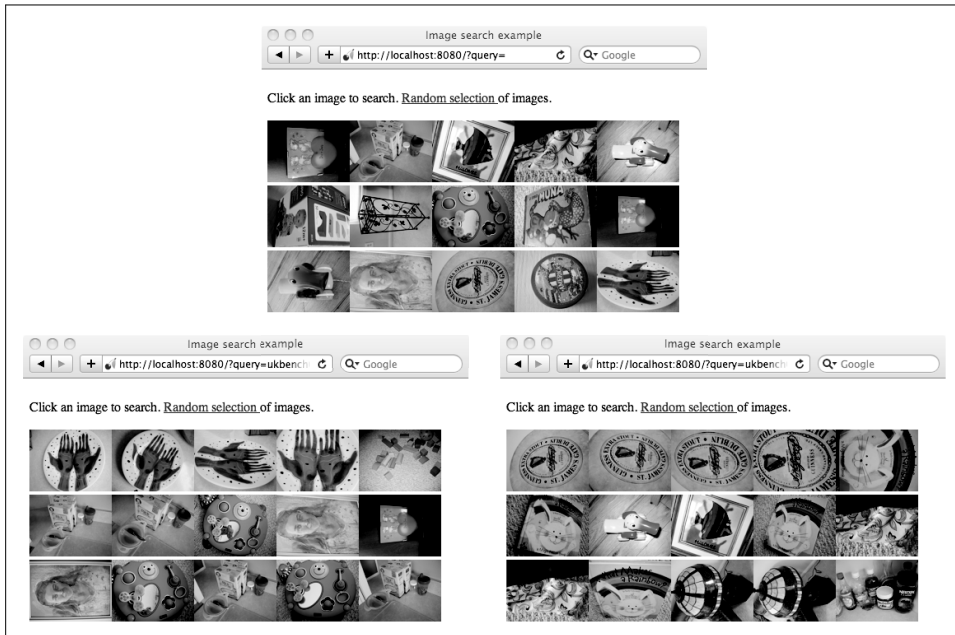 Image search example
http://localhost:8080/?query=
Google
Click an image to search. Random selection of images.
Image search example
http://localhost:8080/?query=ukbench
Google
Click an image to search. Random selection of images.
Image search example
http://localhost:8080/?query=ukbench
Google
Click an image to search. Random selection of images.